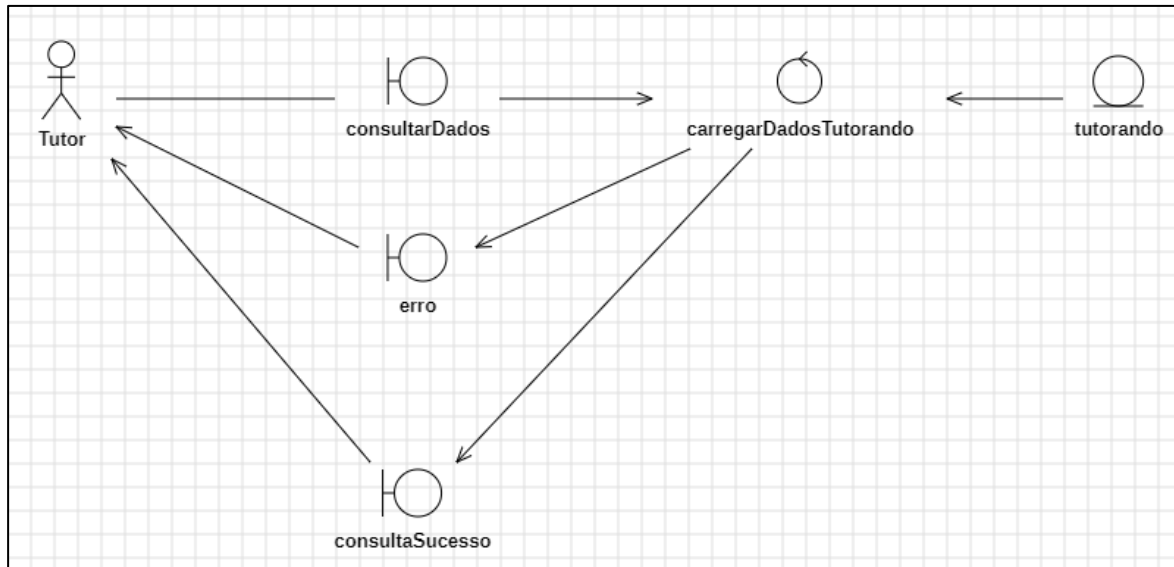 Tutor
consultarDados
carregarDadosTutorando
tutorando
erro
consultaSucesso